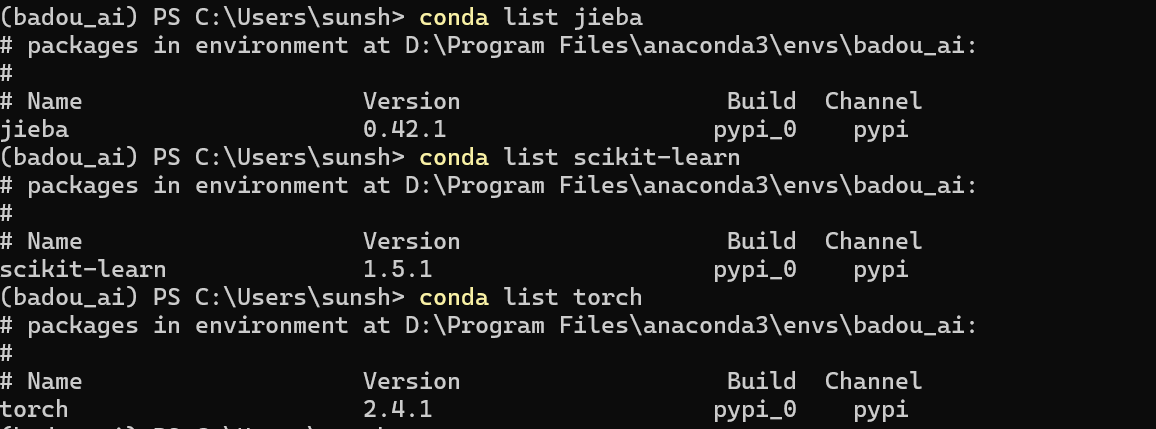 (badou_ai) PS C:\Users\sunsh> conda list jieba
# packages in environment at D:\Program Files\anaconda3\envs\badou_ai:
#
# Name                    Version                   Build  Channel
jieba                     0.42.1                   pypi_0    pypi
(badou_ai) PS C:\Users\sunsh> conda list scikit-learn
# packages in environment at D:\Program Files\anaconda3\envs\badou_ai:
#
# Name                    Version                   Build  Channel
scikit-learn              1.5.1                    pypi_0    pypi
(badou_ai) PS C:\Users\sunsh> conda list torch
# packages in environment at D:\Program Files\anaconda3\envs\badou_ai:
#
# Name                    Version                   Build  Channel
torch                     2.4.1                    pypi_0    pypi